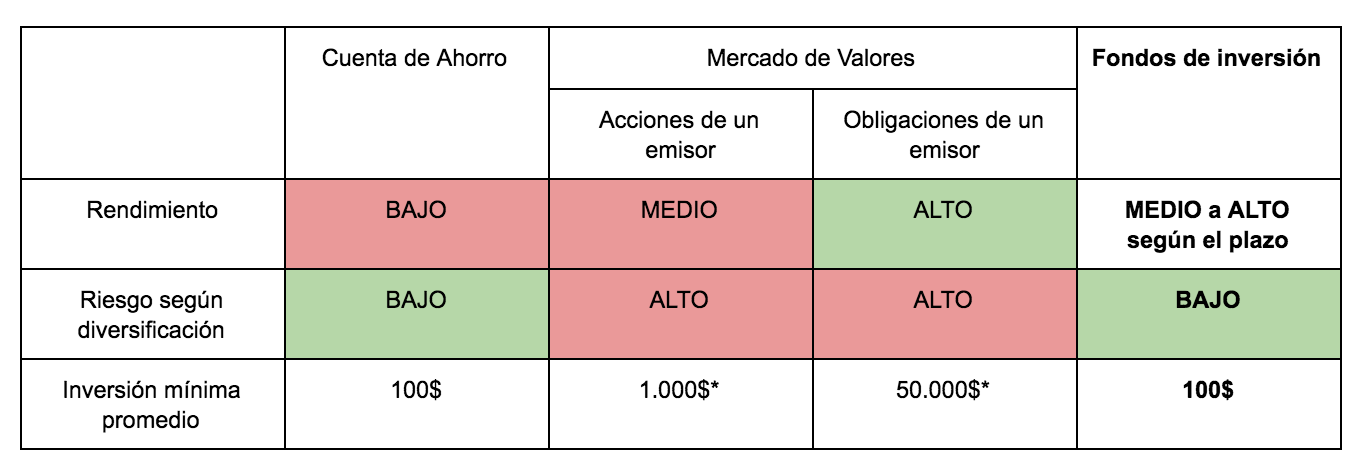 Cuenta de Ahorro
Mercado de Valores
Fondos de inversión
Acciones de un
emisor
Obligaciones de un
emisor
Rendimiento
BAJO
MEDIO
ALTO
MEDIO a ALTO
según el plazo
Riesgo según
diversificación
BAJO
ALTO
ALTO
BAJO
Inversión mínima
promedio
100$
1.000$*
50.000$*
100$